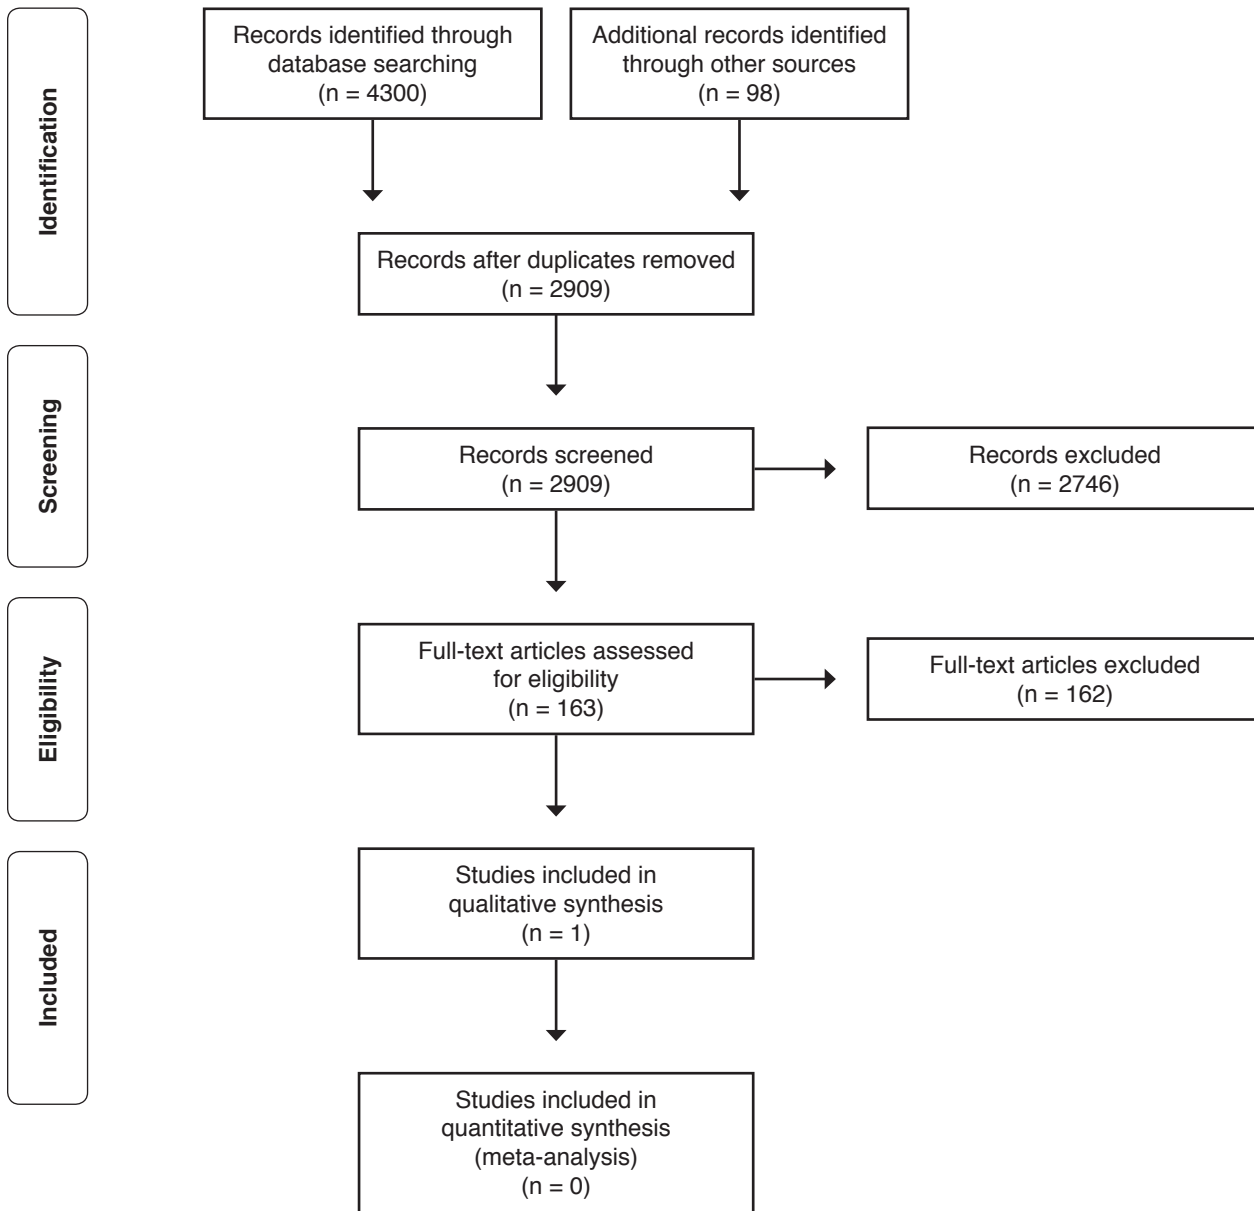 Identification
Records identified through
database searching
(n = 4300)
Additional records identified
through other sources
(n = 98)
Records after duplicates removed
(n = 2909)
Screening
Records screened
(n = 2909)
Records excluded
(n = 2746)
Eligibility
Full-text articles assessed
for eligibility
(n = 163)
Full-text articles excluded
(n = 162)
Included
Studies included in
qualitative synthesis
(n = 1)
Studies included in
quantitative synthesis
(meta-analysis)
(n = 0)